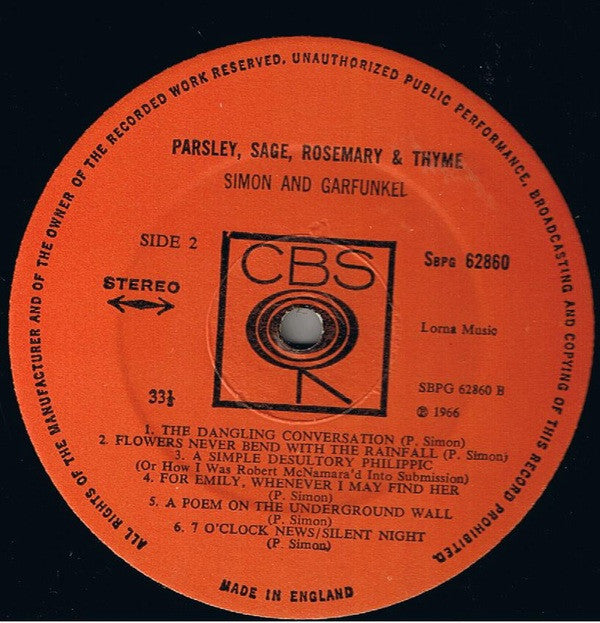 ALL RIGHTS OF THE MANUFACTURER AND OF THE OWNER OF THE RECORDED WORK RESERVED. UNAUTHORIZED PUBLIC PERFORMANCE, BROADCASTING AND COPYING OF THIS RECORD PROHIBITED.
PARSLEY, SAGE, ROSEMARY & THYME
SIMON AND GARFUNKEL
SIDE 2
STEREO
33⅓
CBS
SBPG 62860
Lorna Music
SBPG 62860 B
℗ 1966
1. THE DANGLING CONVERSATION (P. Simon)
2. FLOWERS NEVER BEND WITH THE RAINFALL (P. Simon)
3. A SIMPLE DESULTORY PHILIPPIC
(Or How I Was Robert McNamara'd Into Submission)
4. FOR EMILY, WHENEVER I MAY FIND HER
(P. Simon)
5. A POEM ON THE UNDERGROUND WALL
(P. Simon)
6. 7 O'CLOCK NEWS/SILENT NIGHT
(P. Simon)
MADE IN ENGLAND